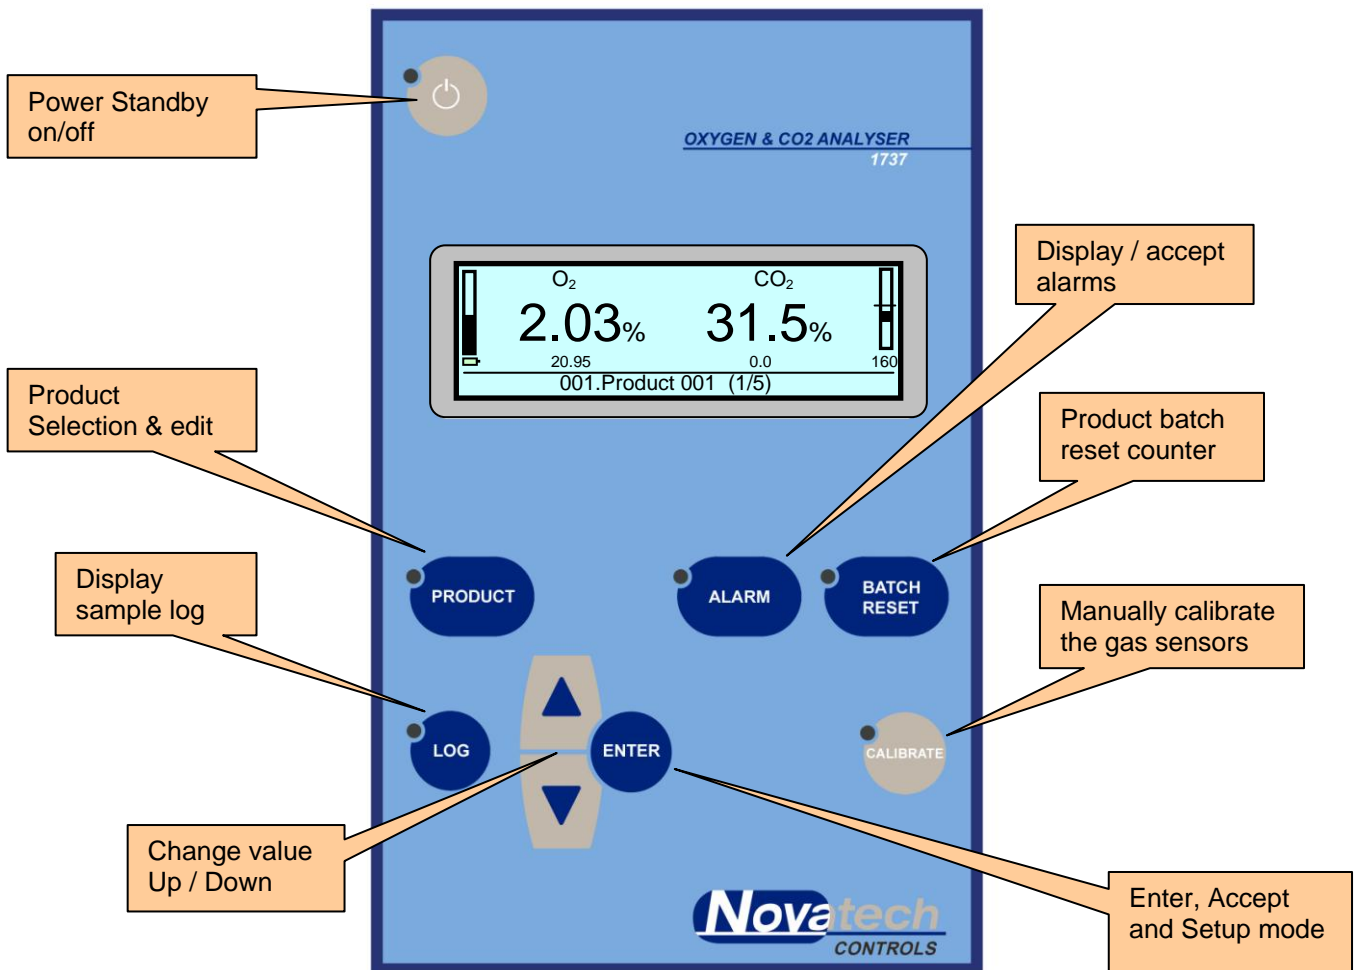 Power Standby
on/off
OXYGEN & CO2 ANALYSER
1737
Display / accept
alarms
O₂ CO₂
2.03% 31.5%
20.95 0.0 160
001.Product 001 (1/5)
Product
Selection & edit
Product batch
reset counter
Display
sample log
PRODUCT
ALARM
BATCH
RESET
Manually calibrate
the gas sensors
LOG
ENTER
CALIBRATE
Change value
Up / Down
Enter, Accept
and Setup mode
Novatech
CONTROLS